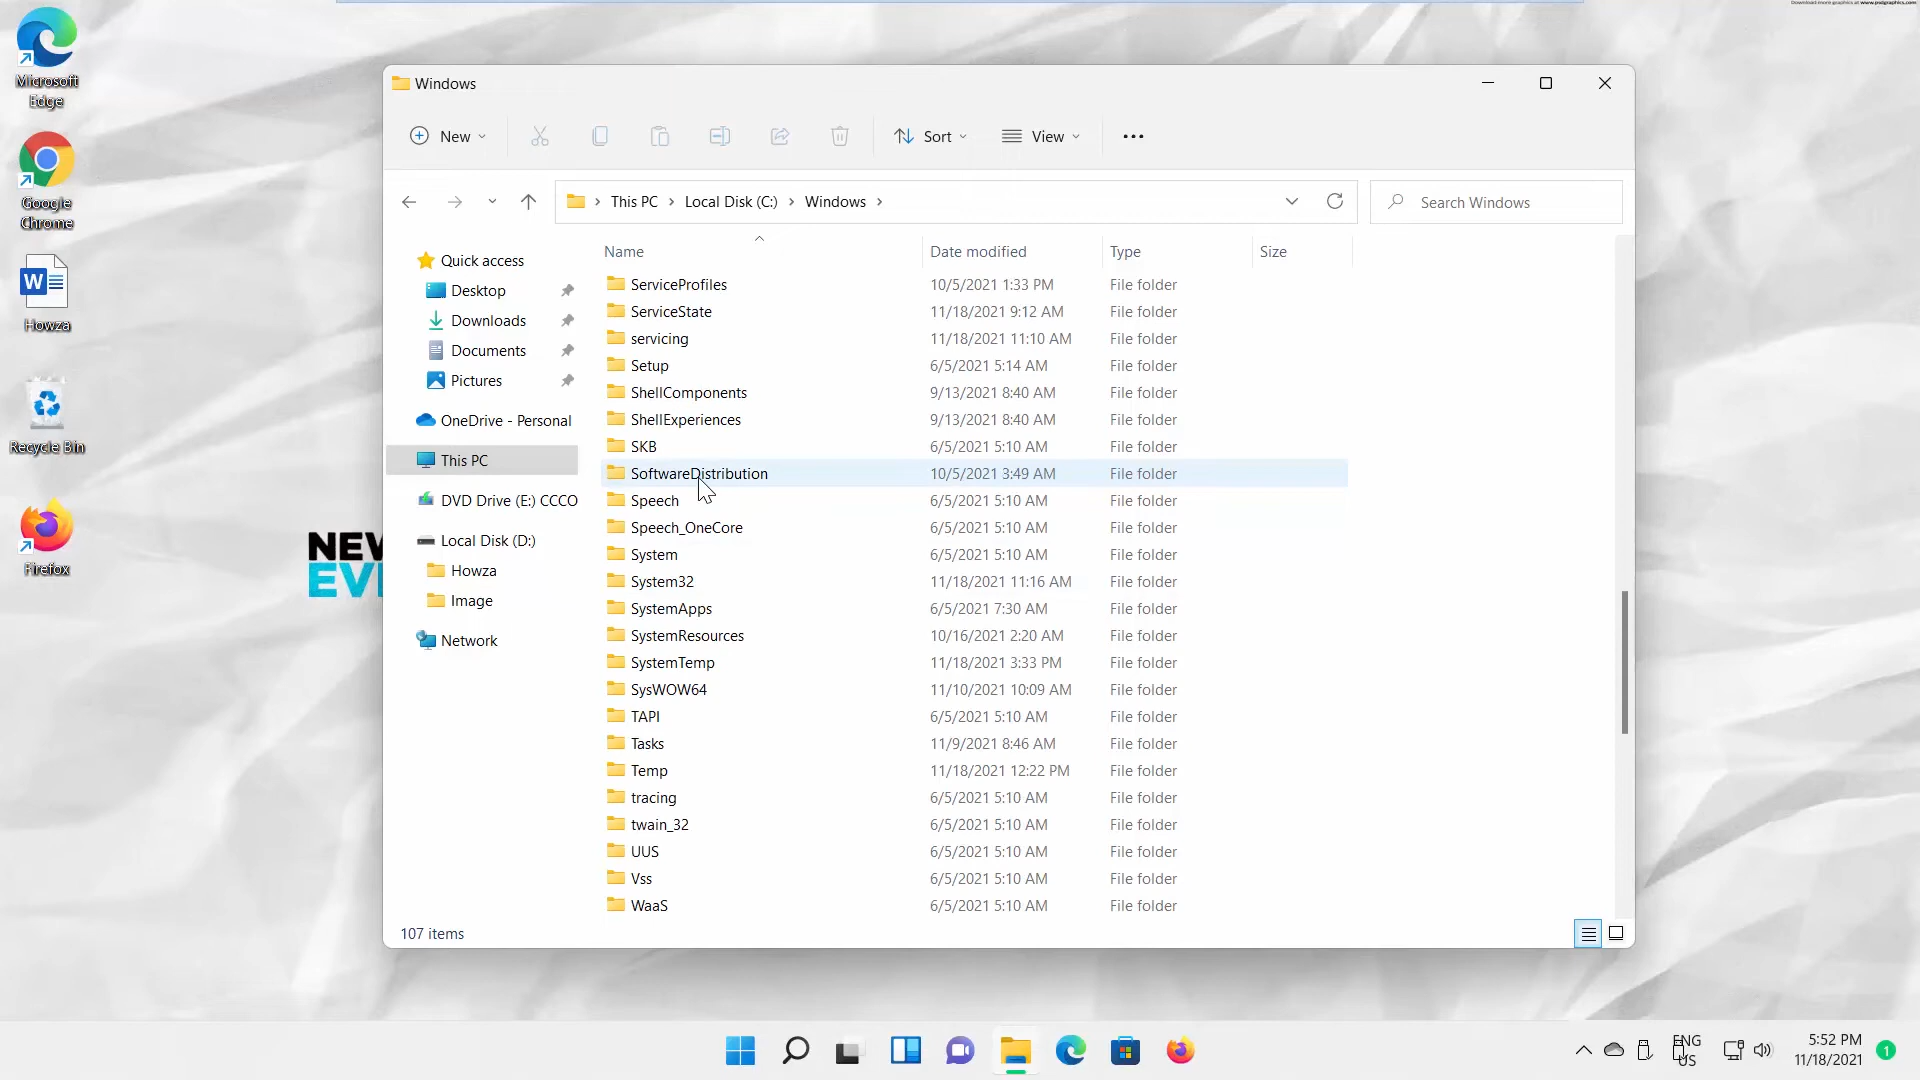 Download more graphics at www.psdgraphics.com
Microsoft
Edge
Google
Chrome
Howza
Recycle Bin
Firefox
NEV
EVI
Windows
New
Sort
View
This PC
Local Disk (C:)
Windows
Search Windows
Quick access
Desktop
Downloads
Documents
Pictures
OneDrive - Personal
This PC
DVD Drive (E:) CCCO
Local Disk (D:)
Howza
Image
Network
Name Date modified Type Size
ServiceProfiles 10/5/2021 1:33 PM File folder
ServiceState 11/18/2021 9:12 AM File folder
servicing 11/18/2021 11:10 AM File folder
Setup 6/5/2021 5:14 AM File folder
ShellComponents 9/13/2021 8:40 AM File folder
ShellExperiences 9/13/2021 8:40 AM File folder
SKB 6/5/2021 5:10 AM File folder
SoftwareDistribution 10/5/2021 3:49 AM File folder
Speech 6/5/2021 5:10 AM File folder
Speech_OneCore 6/5/2021 5:10 AM File folder
System 6/5/2021 5:10 AM File folder
System32 11/18/2021 11:16 AM File folder
SystemApps 6/5/2021 7:30 AM File folder
SystemResources 10/16/2021 2:20 AM File folder
SystemTemp 11/18/2021 3:33 PM File folder
SysWOW64 11/10/2021 10:09 AM File folder
TAPI 6/5/2021 5:10 AM File folder
Tasks 11/9/2021 8:46 AM File folder
Temp 11/18/2021 12:22 PM File folder
tracing 6/5/2021 5:10 AM File folder
twain_32 6/5/2021 5:10 AM File folder
UUS 6/5/2021 5:10 AM File folder
Vss 6/5/2021 5:10 AM File folder
WaaS 6/5/2021 5:10 AM File folder
107 items
ENG
US
5:52 PM
11/18/2021
1